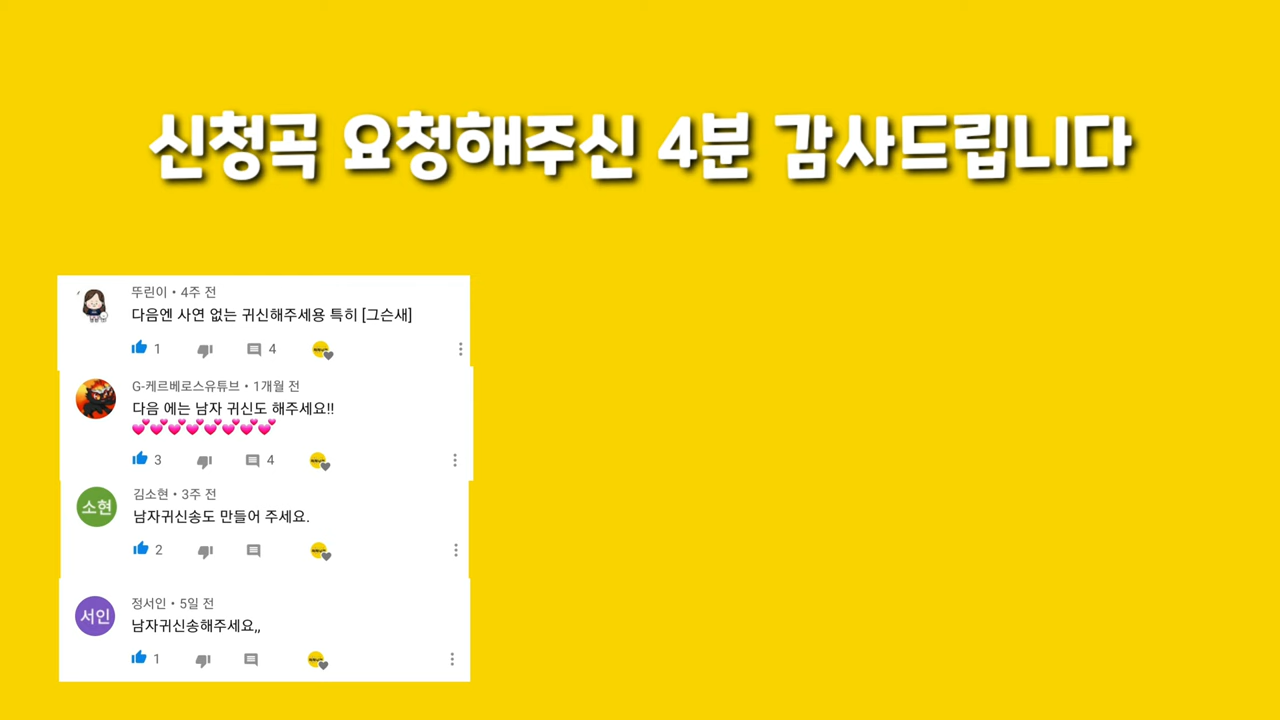 신청곡 요청해주신 4분 감사드립니다
뚜린이 • 4주 전
다음엔 사연 없는 귀신해주세용 특히 [그슨새]
1 4
G-케르베로스유튜브 • 1개월 전
다음 에는 남자 귀신도 해주세요!!
💕💕💕💕💕💕💕💕
3 4
소현
김소현 • 3주 전
남자귀신송도 만들어 주세요.
2
서인
정서인 • 5일 전
남자귀신송해주세요,,
1